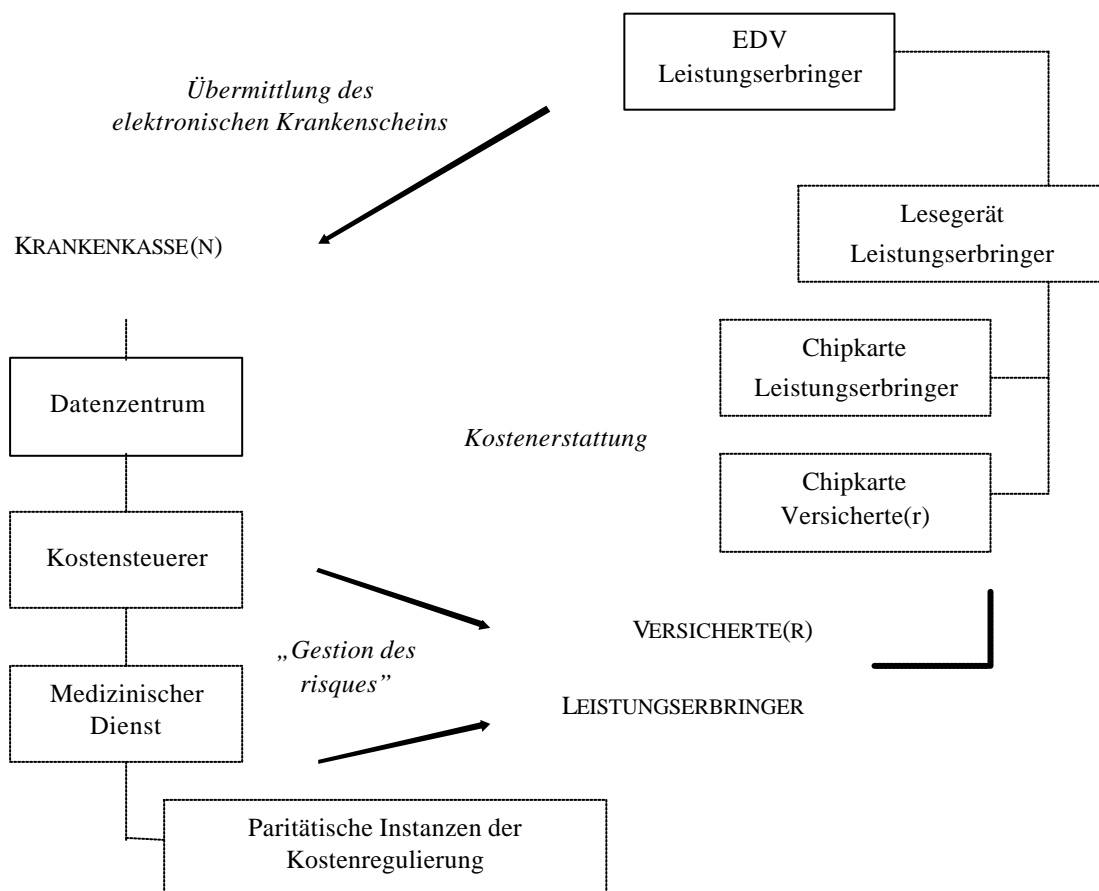 EDV
Leistungserbringer
Übermittlung des
elektronischen Krankenscheins
Lesegerät
Leistungserbringer
KRANKENKASSE(N)
Chipkarte
Leistungserbringer
Datenzentrum
Kostenerstattung
Chipkarte
Versicherte(r)
Kostensteuerer
VERSICHERTE(R)
„Gestion des
risques”
LEISTUNGSERBRINGER
Medizinischer
Dienst
Paritätische Instanzen der
Kostenregulierung